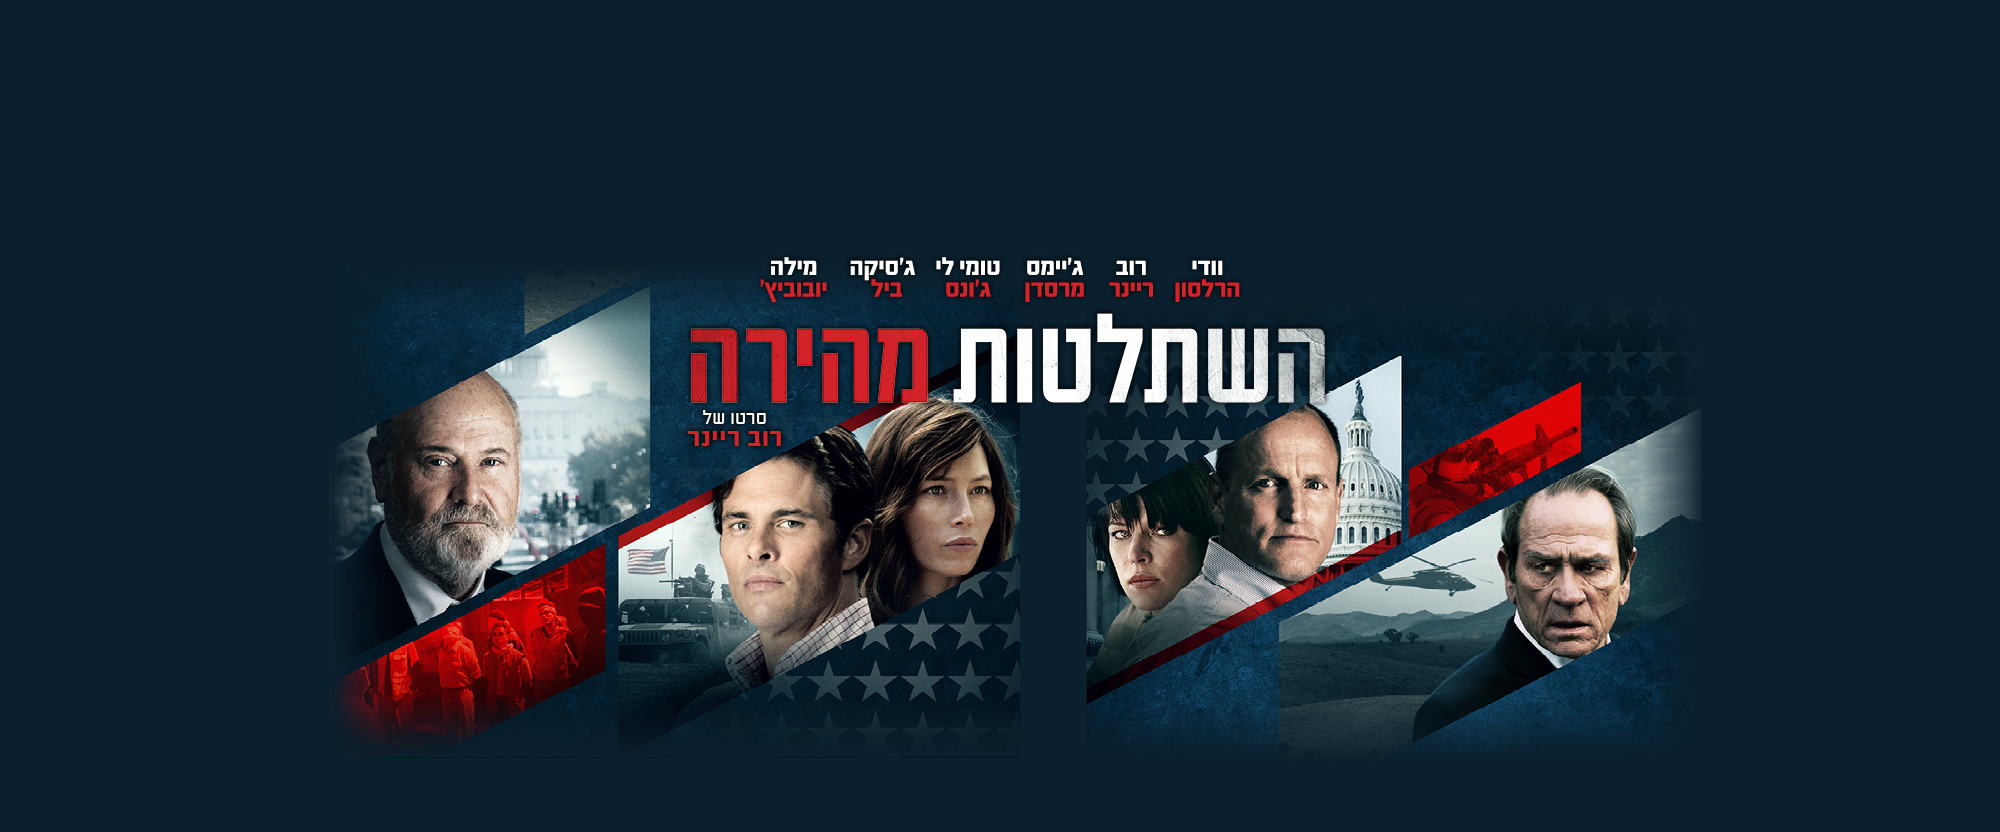 וודי רוב ג'יימס טומי לי ג'סיקה מילה
הרלסון ריינר מרסדן ג'ונס ביל יובוביץ'
השתלטות מהירה
סרטו של
רוב ריינר